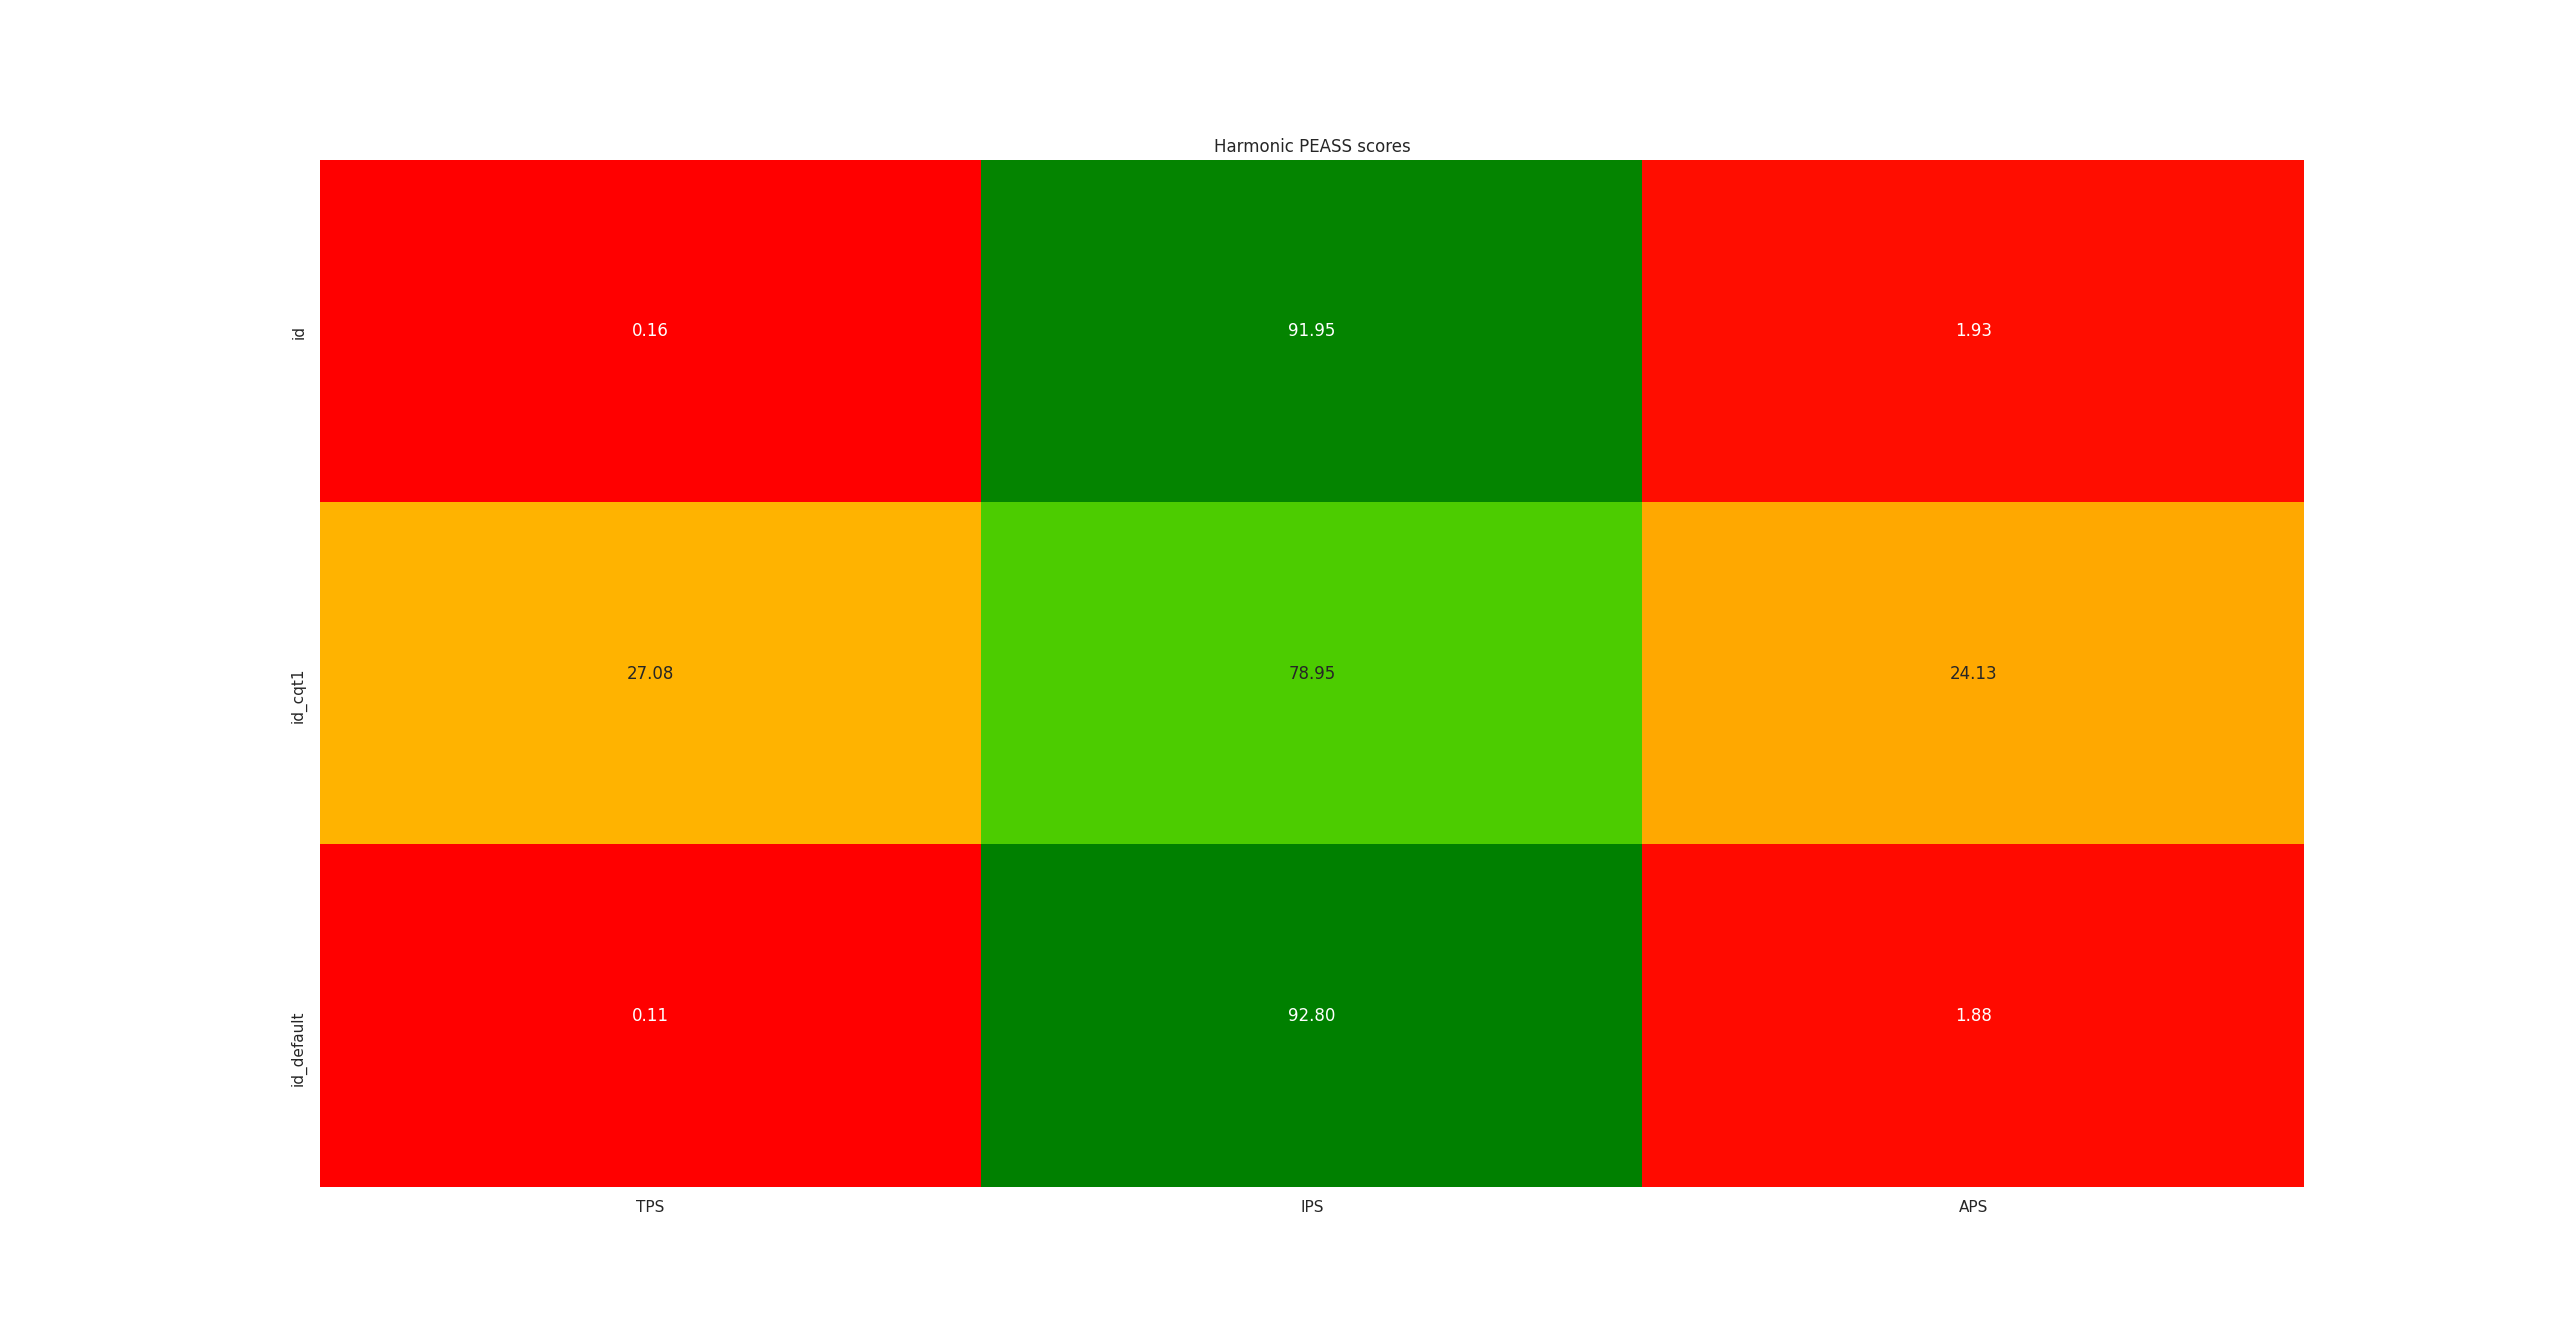 Harmonic PEASS scores
id
0.16 91.95 1.93
id_cqt1
27.08 78.95 24.13
id_default
0.11 92.80 1.88
TPS IPS APS